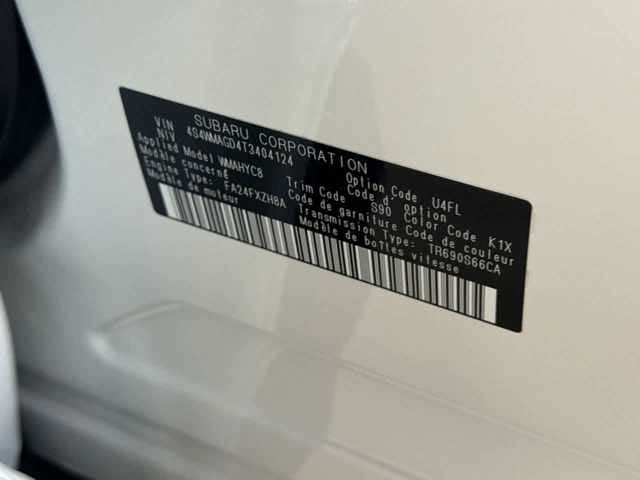 SUBARU CORPORATION
VIN
NIV 4S4WMAGD4T3404124
Applied Model WMAHYC8 Option Code U4FL
Modèle concerné Code d' option
Engine Type: FA24FXZH8A Trim Code S90 Color Code K1X
Modèle de moteur Code de garniture Code de couleur
Transmission Type: TR690S66CA
Modèle de boîtes vitesse